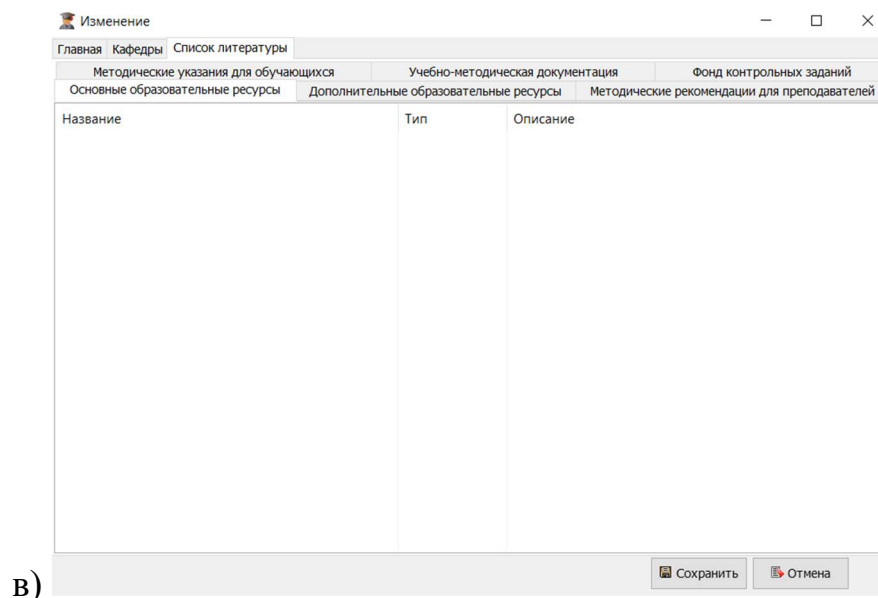 Изменение
Главная Кафедры Список литературы
Методические указания для обучающихся Учебно-методическая документация Фонд контрольных заданий
Основные образовательные ресурсы Дополнительные образовательные ресурсы Методические рекомендации для преподавателей
Название Тип Описание
Сохранить Отмена
в)